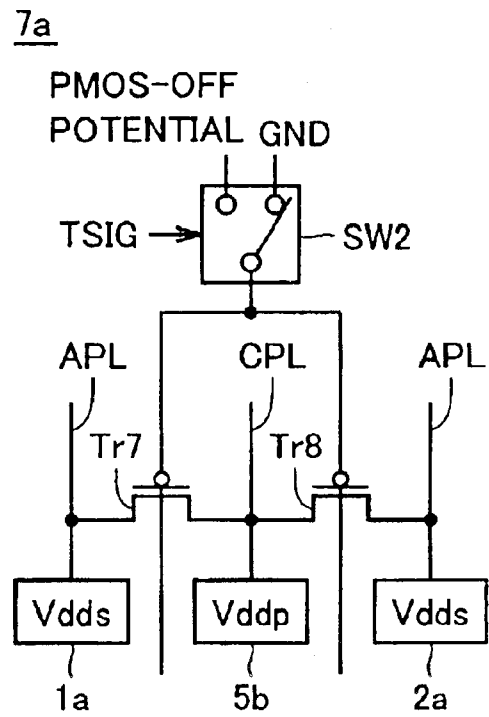 7a
PMOS-OFF
POTENTIAL GND
TSIG SW2
APL CPL APL
Tr7 Tr8
Vdds Vddp Vdds
1a 5b 2a